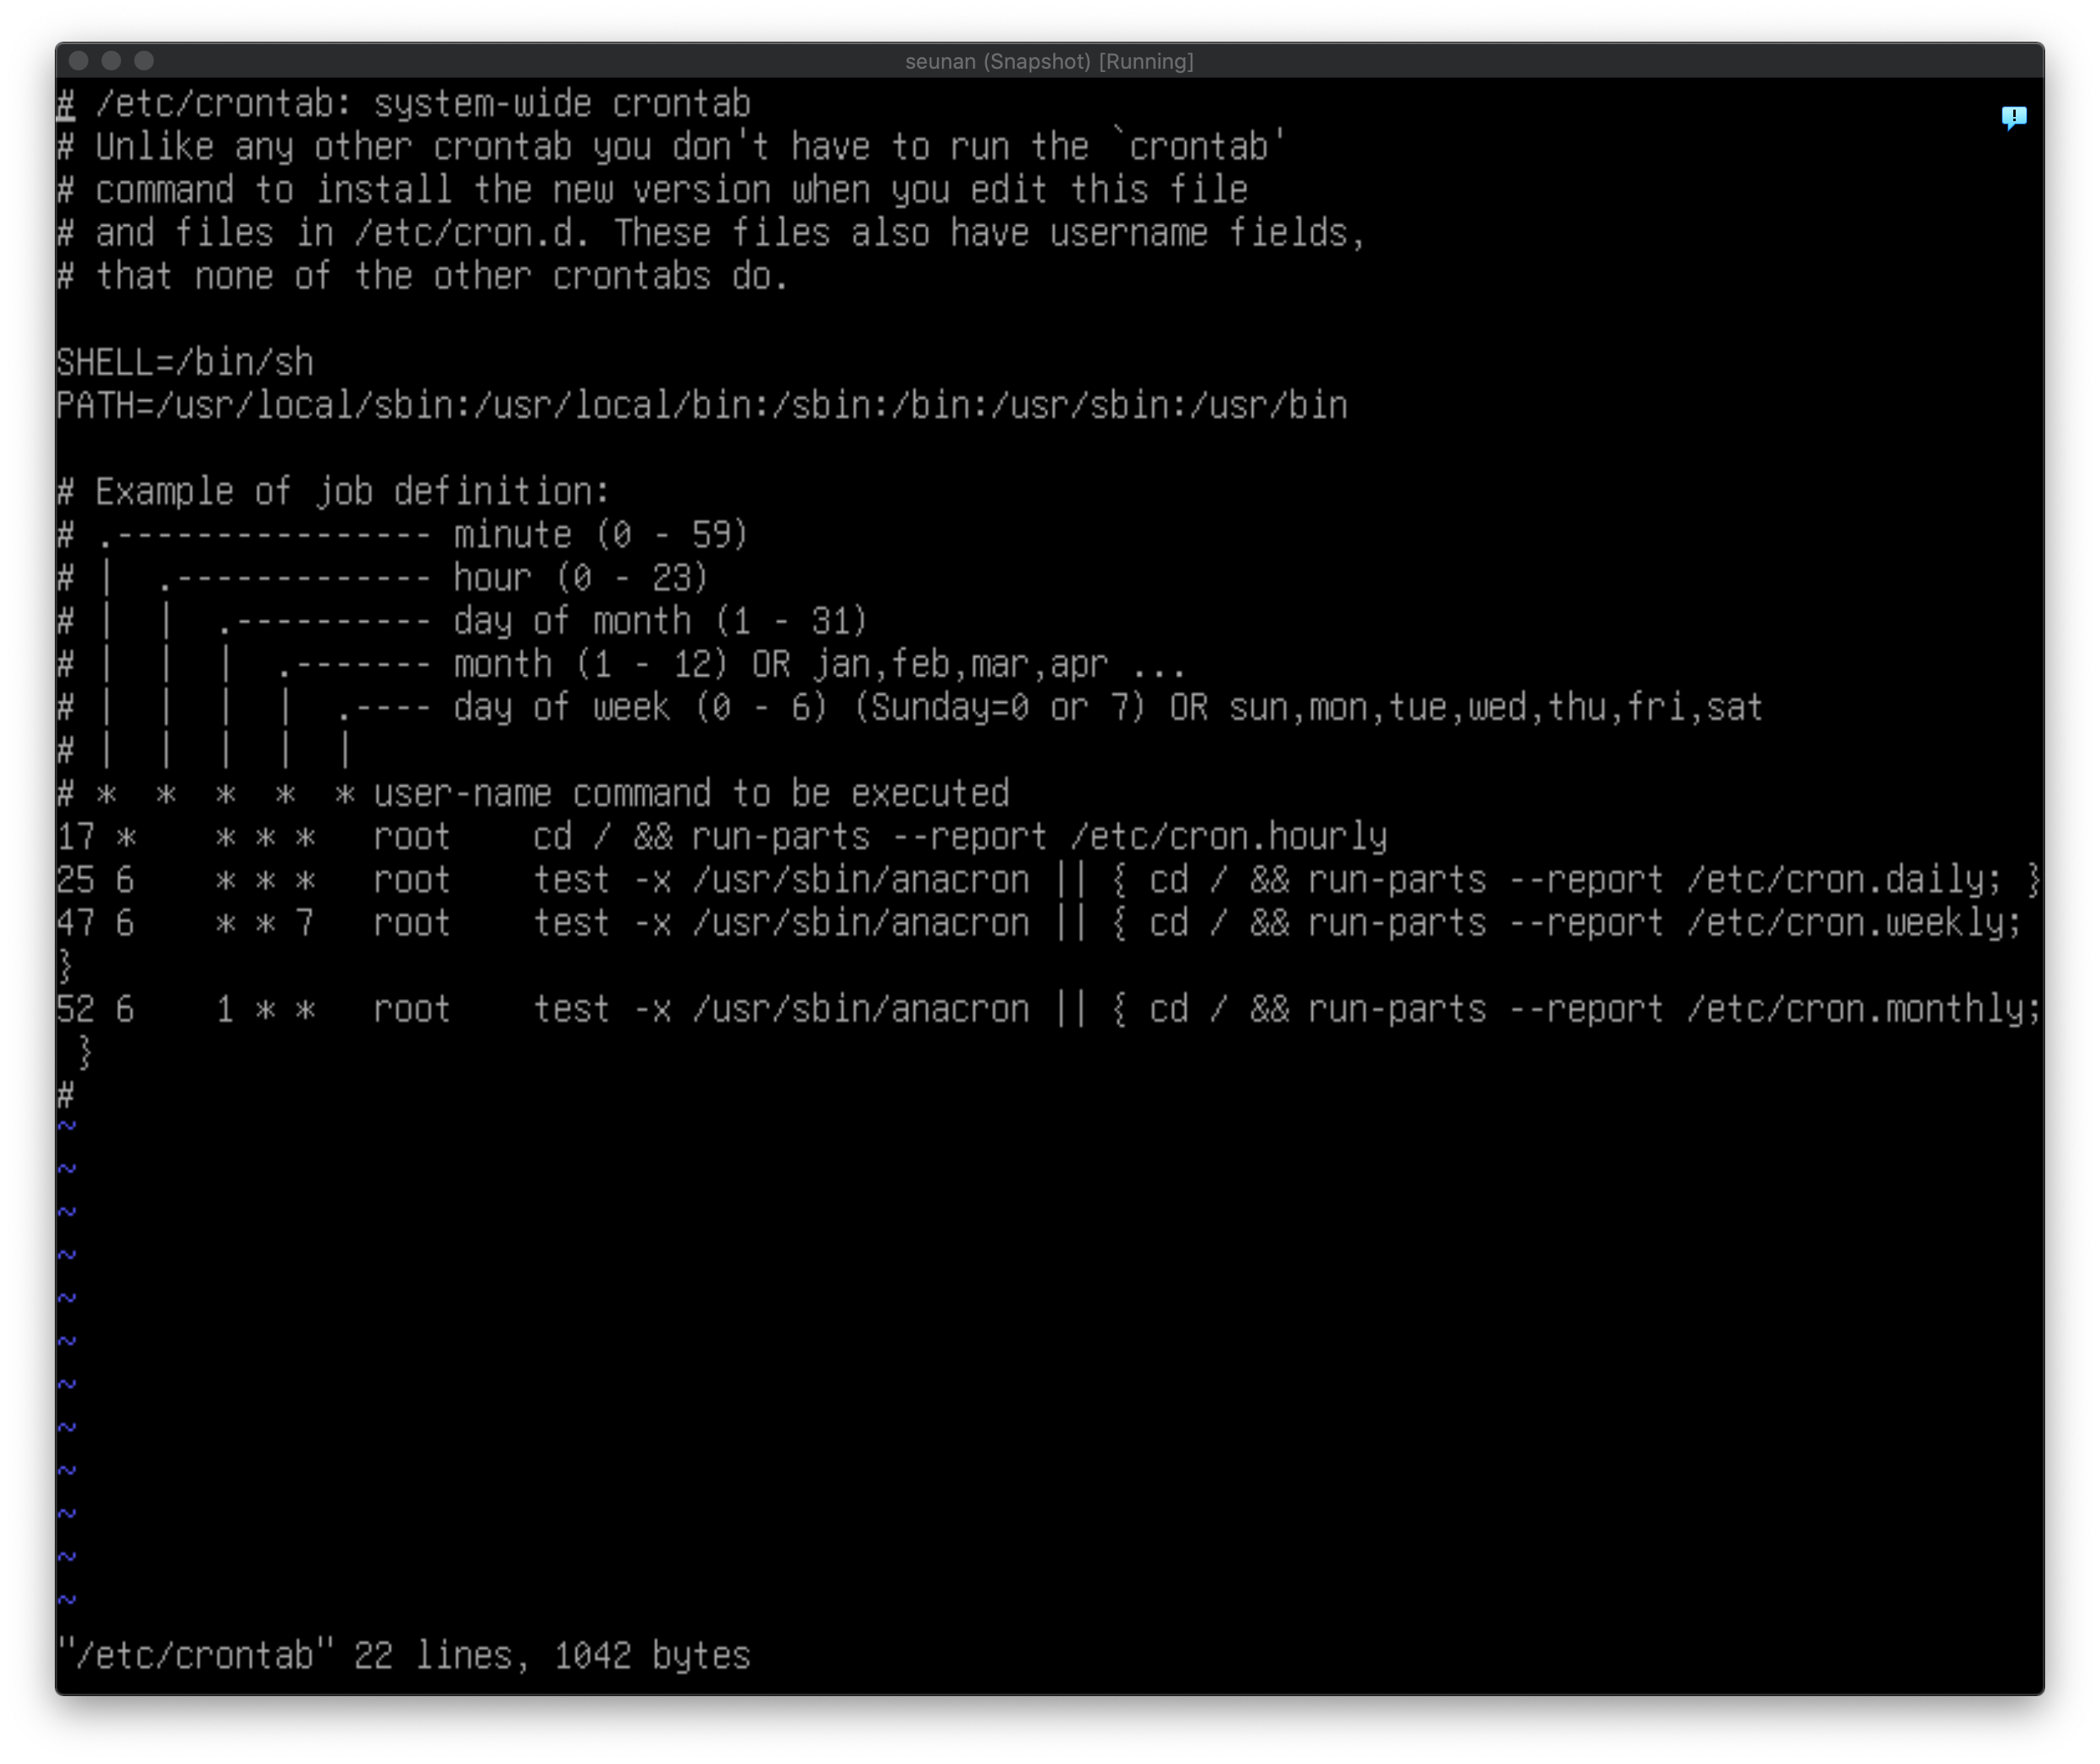 seunan (Snapshot) [Running]
# /etc/crontab: system-wide crontab
# Unlike any other crontab you don't have to run the `crontab'
# command to install the new version when you edit this file
# and files in /etc/cron.d. These files also have username fields,
# that none of the other crontabs do.

SHELL=/bin/sh
PATH=/usr/local/sbin:/usr/local/bin:/sbin:/bin:/usr/sbin:/usr/bin

# Example of job definition:
# .---------------- minute (0 - 59)
# |  .------------- hour (0 - 23)
# |  |  .---------- day of month (1 - 31)
# |  |  |  .------- month (1 - 12) OR jan,feb,mar,apr ...
# |  |  |  |  .---- day of week (0 - 6) (Sunday=0 or 7) OR sun,mon,tue,wed,thu,fri,sat
# |  |  |  |  |
# *  *  *  *  * user-name command to be executed
17 *    * * *   root    cd / && run-parts --report /etc/cron.hourly
25 6    * * *   root    test -x /usr/sbin/anacron || { cd / && run-parts --report /etc/cron.daily; }
47 6    * * 7   root    test -x /usr/sbin/anacron || { cd / && run-parts --report /etc/cron.weekly;
}
52 6    1 * *   root    test -x /usr/sbin/anacron || { cd / && run-parts --report /etc/cron.monthly;
 }
#
~
~
~
~
~
~
~
~
~
~
~
~
"/etc/crontab" 22 lines, 1042 bytes